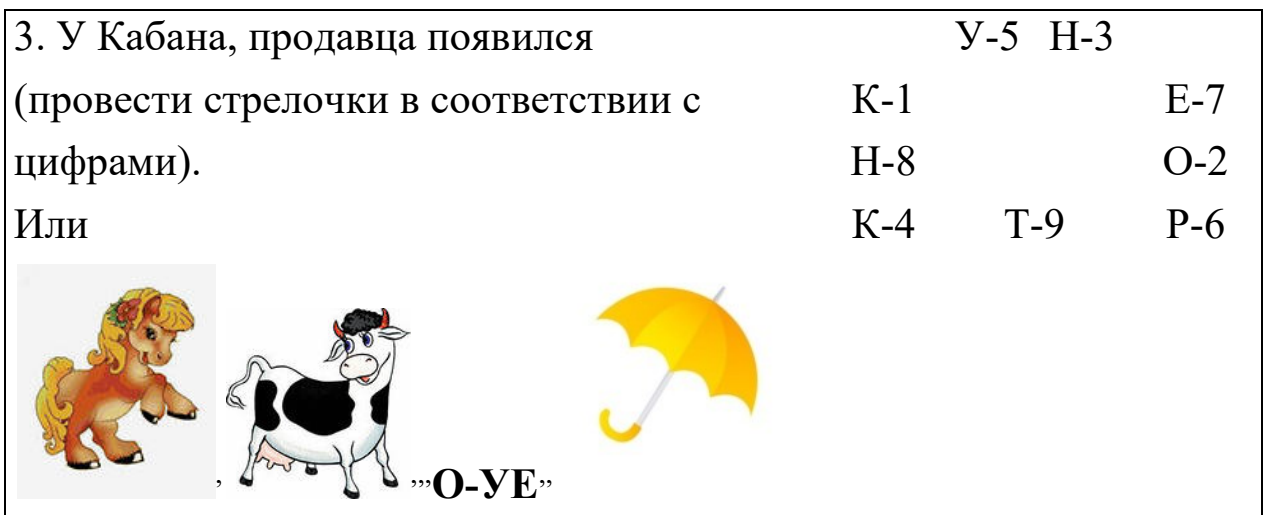 3. У Кабана, продавца появился У-5 Н-3
(провести стрелочки в соответствии с К-1 Е-7
цифрами). Н-8 О-2
Или К-4 Т-9 Р-6
, ,,,О-УЕ,,